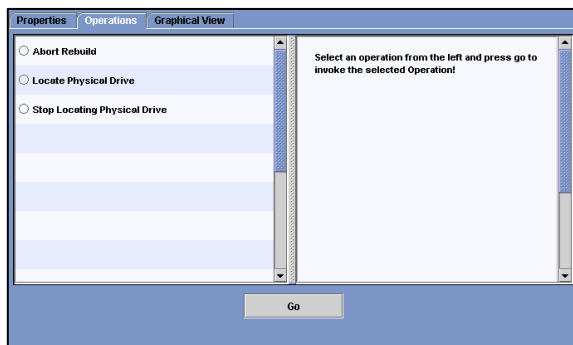 Properties Operations Graphical View
Abort Rebuild
Locate Physical Drive
Stop Locating Physical Drive
Select an operation from the left and press go to
invoke the selected Operation!
Go